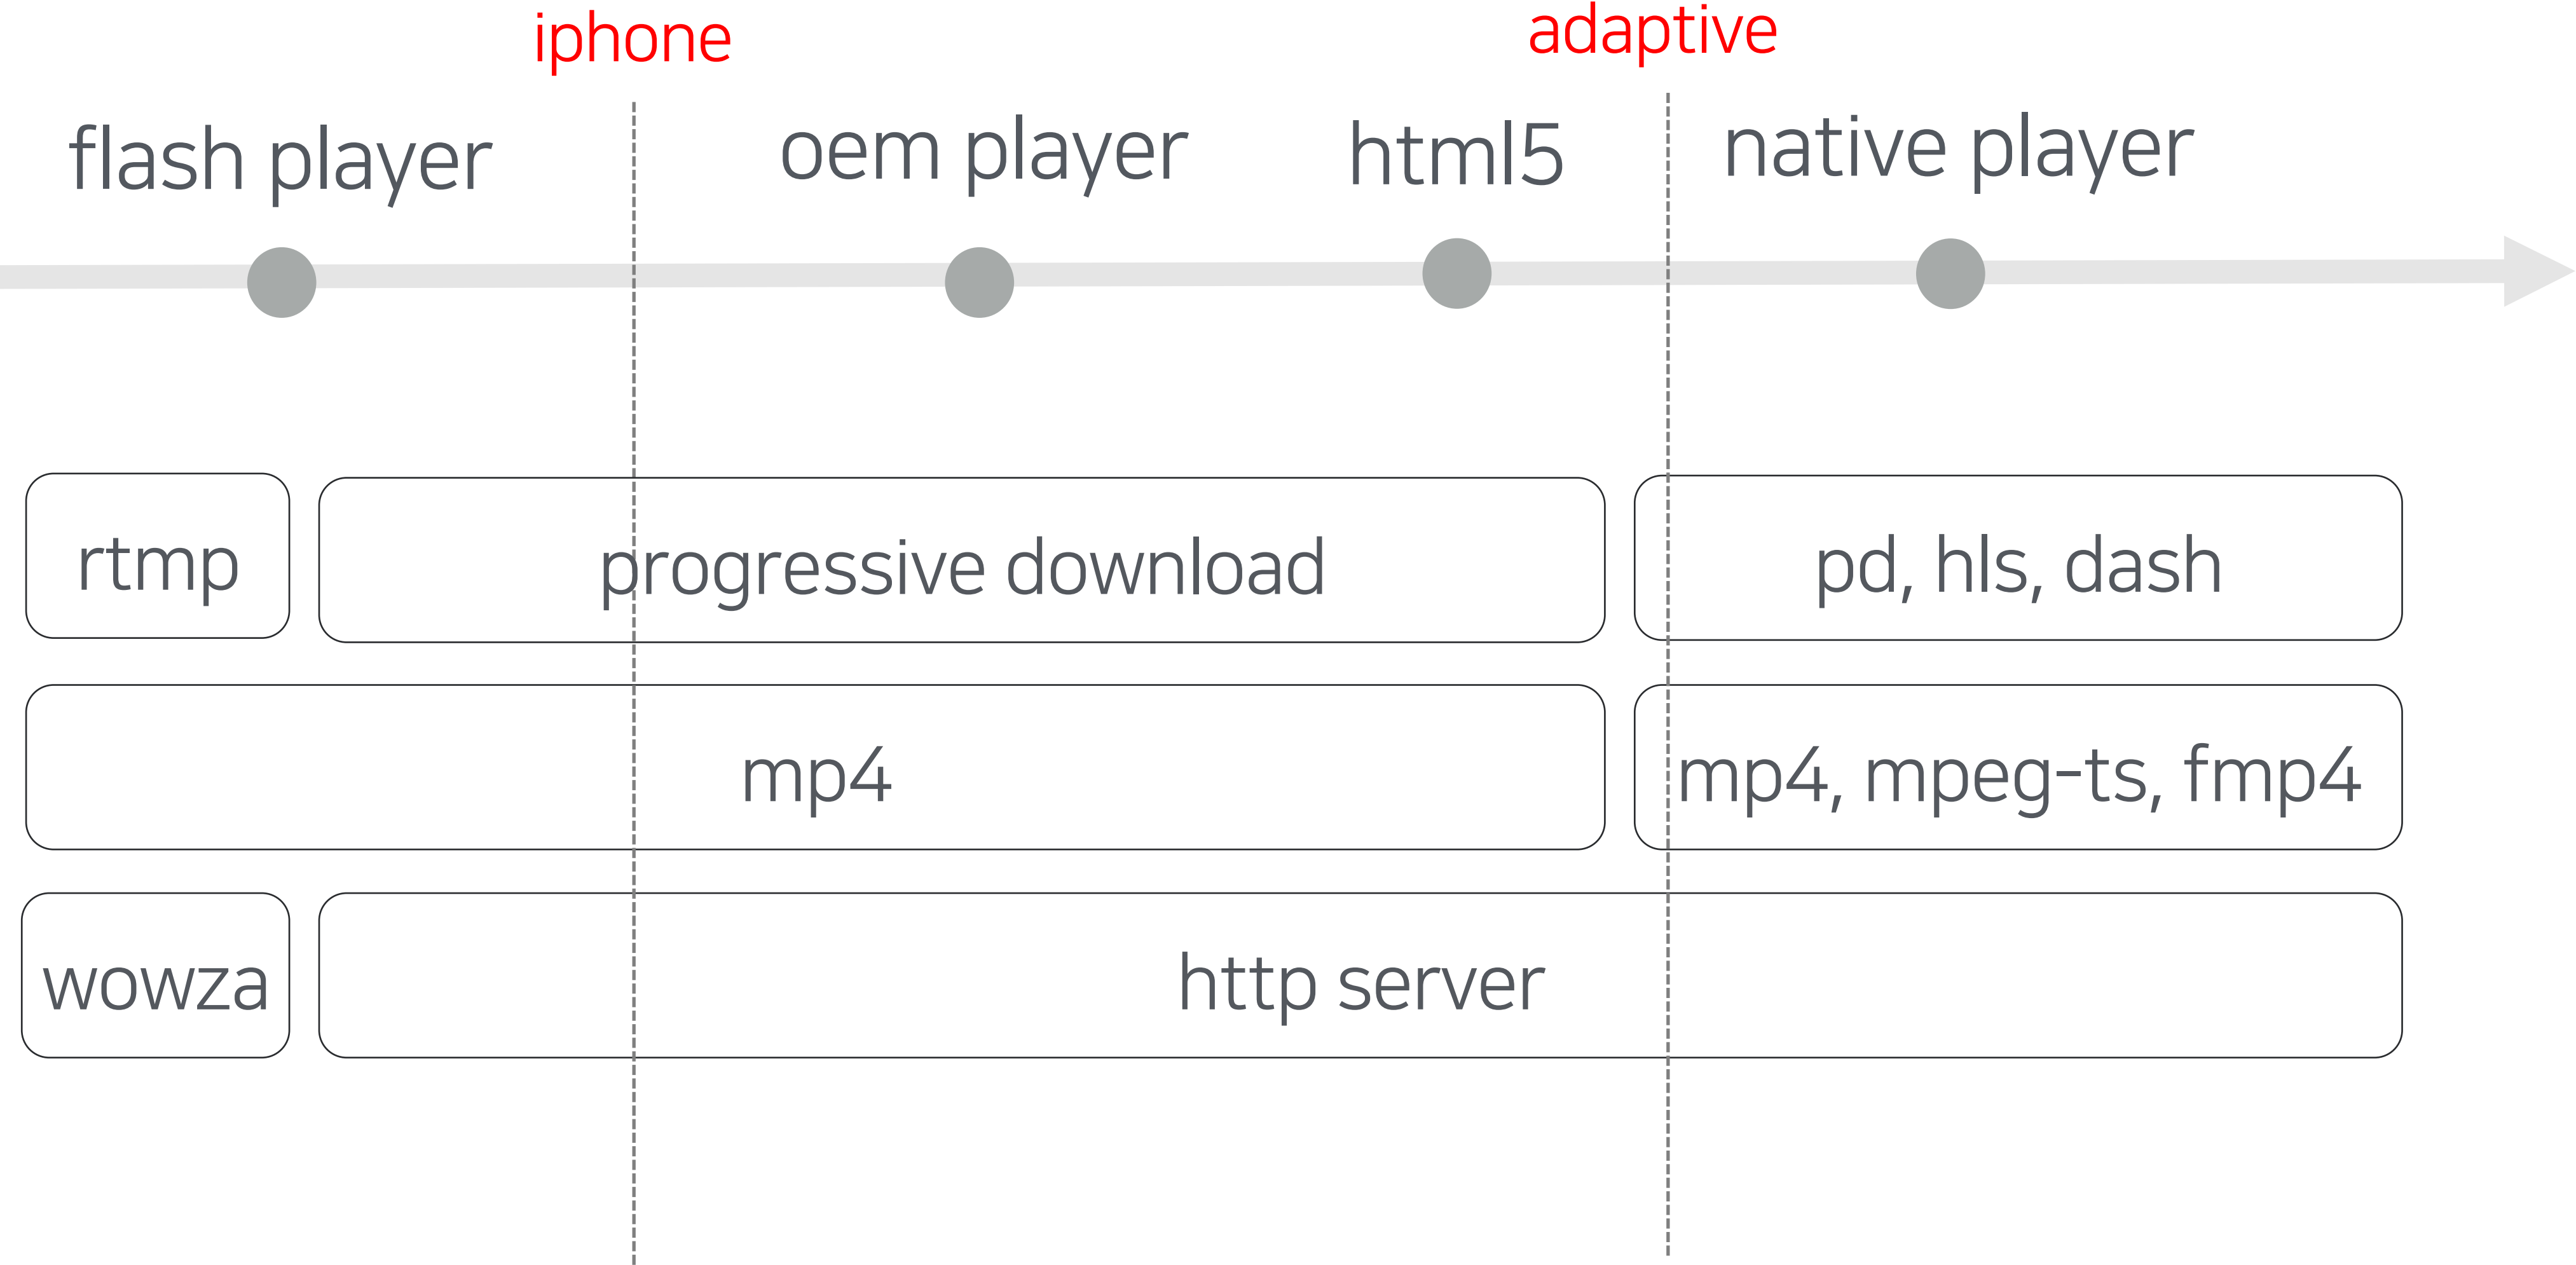 iphone
adaptive
flash player
oem player
html5
native player
rtmp
progressive download
pd, hls, dash
mp4
mp4, mpeg-ts, fmp4
wowza
http server